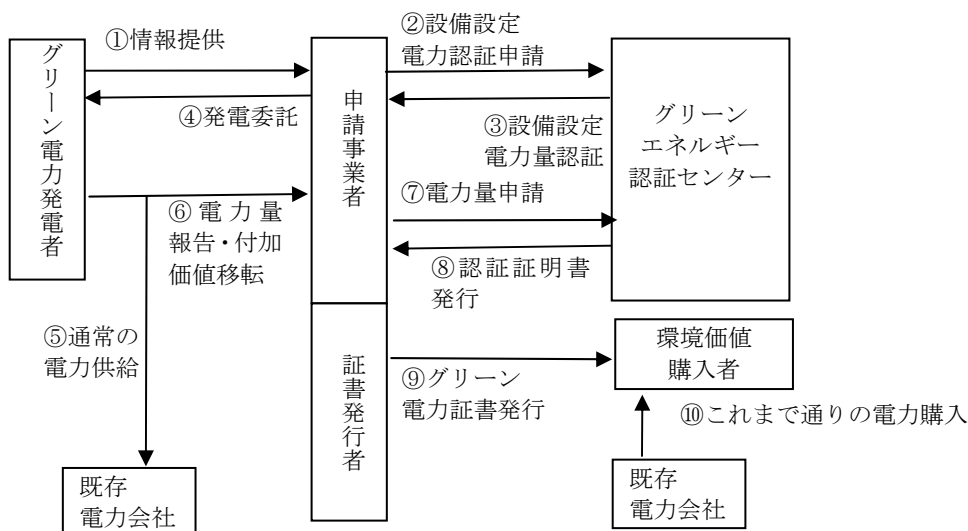 グリーン電力発電者
①情報提供
申請事業者
②設備設定
電力認証申請
④発電委託
③設備設定
電力量認証
グリーン
エネルギー
認証センター
⑦電力量申請
⑥電力量
報告・付加
価値移転
⑧認証証明書
発行
⑤通常の
電力供給
証書発行者
⑨グリーン
電力証書発行
環境価値
購入者
⑩これまで通りの電力購入
既存
電力会社
既存
電力会社